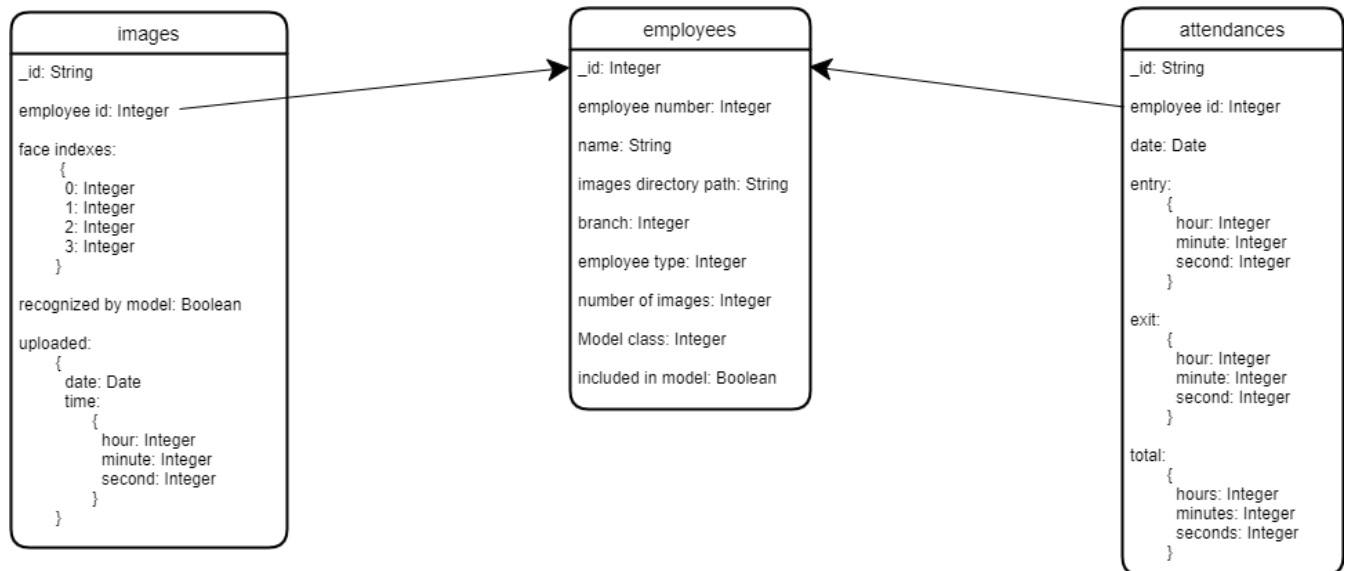 images
_id: String
employee id: Integer
face indexes:
{
0: Integer
1: Integer
2: Integer
3: Integer
}
recognized by model: Boolean
uploaded:
{
date: Date
time:
{
hour: Integer
minute: Integer
second: Integer
}
}
employees
_id: Integer
employee number: Integer
name: String
images directory path: String
branch: Integer
employee type: Integer
number of images: Integer
Model class: Integer
included in model: Boolean
attendances
_id: String
employee id: Integer
date: Date
entry:
{
hour: Integer
minute: Integer
second: Integer
}
exit:
{
hour: Integer
minute: Integer
second: Integer
}
total:
{
hours: Integer
minutes: Integer
seconds: Integer
}